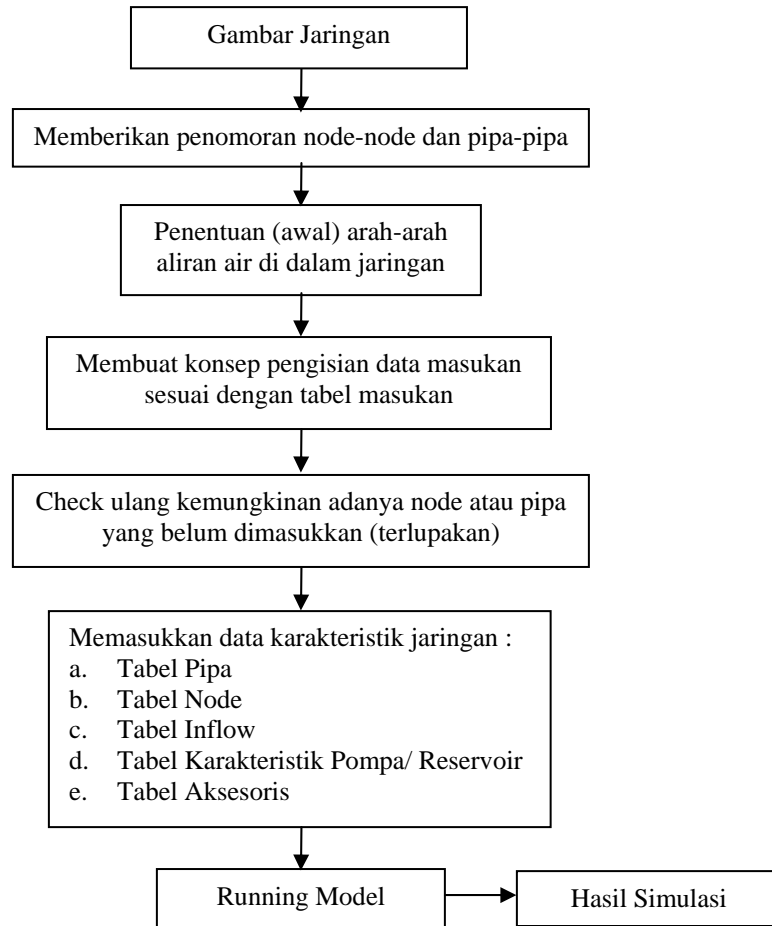 Gambar Jaringan
Memberikan penomoran node-node dan pipa-pipa
Penentuan (awal) arah-arah
aliran air di dalam jaringan
Membuat konsep pengisian data masukan
sesuai dengan tabel masukan
Check ulang kemungkinan adanya node atau pipa
yang belum dimasukkan (terlupakan)
Memasukkan data karakteristik jaringan :
a. Tabel Pipa
b. Tabel Node
c. Tabel Inflow
d. Tabel Karakteristik Pompa/ Reservoir
e. Tabel Aksesoris
Running Model
Hasil Simulasi